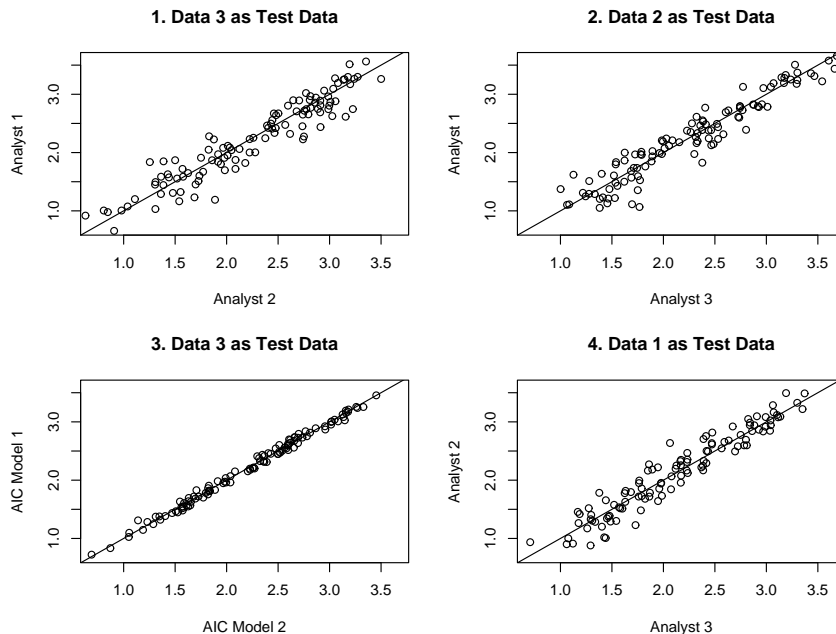 1. Data 3 as Test Data
Analyst 1
1.0 2.0 3.0
1.0 1.5 2.0 2.5 3.0 3.5
Analyst 2
2. Data 2 as Test Data
Analyst 1
1.0 2.0 3.0
1.0 1.5 2.0 2.5 3.0 3.5
Analyst 3
3. Data 3 as Test Data
AIC Model 1
1.0 2.0 3.0
1.0 1.5 2.0 2.5 3.0 3.5
AIC Model 2
4. Data 1 as Test Data
Analyst 2
1.0 2.0 3.0
1.0 1.5 2.0 2.5 3.0 3.5
Analyst 3